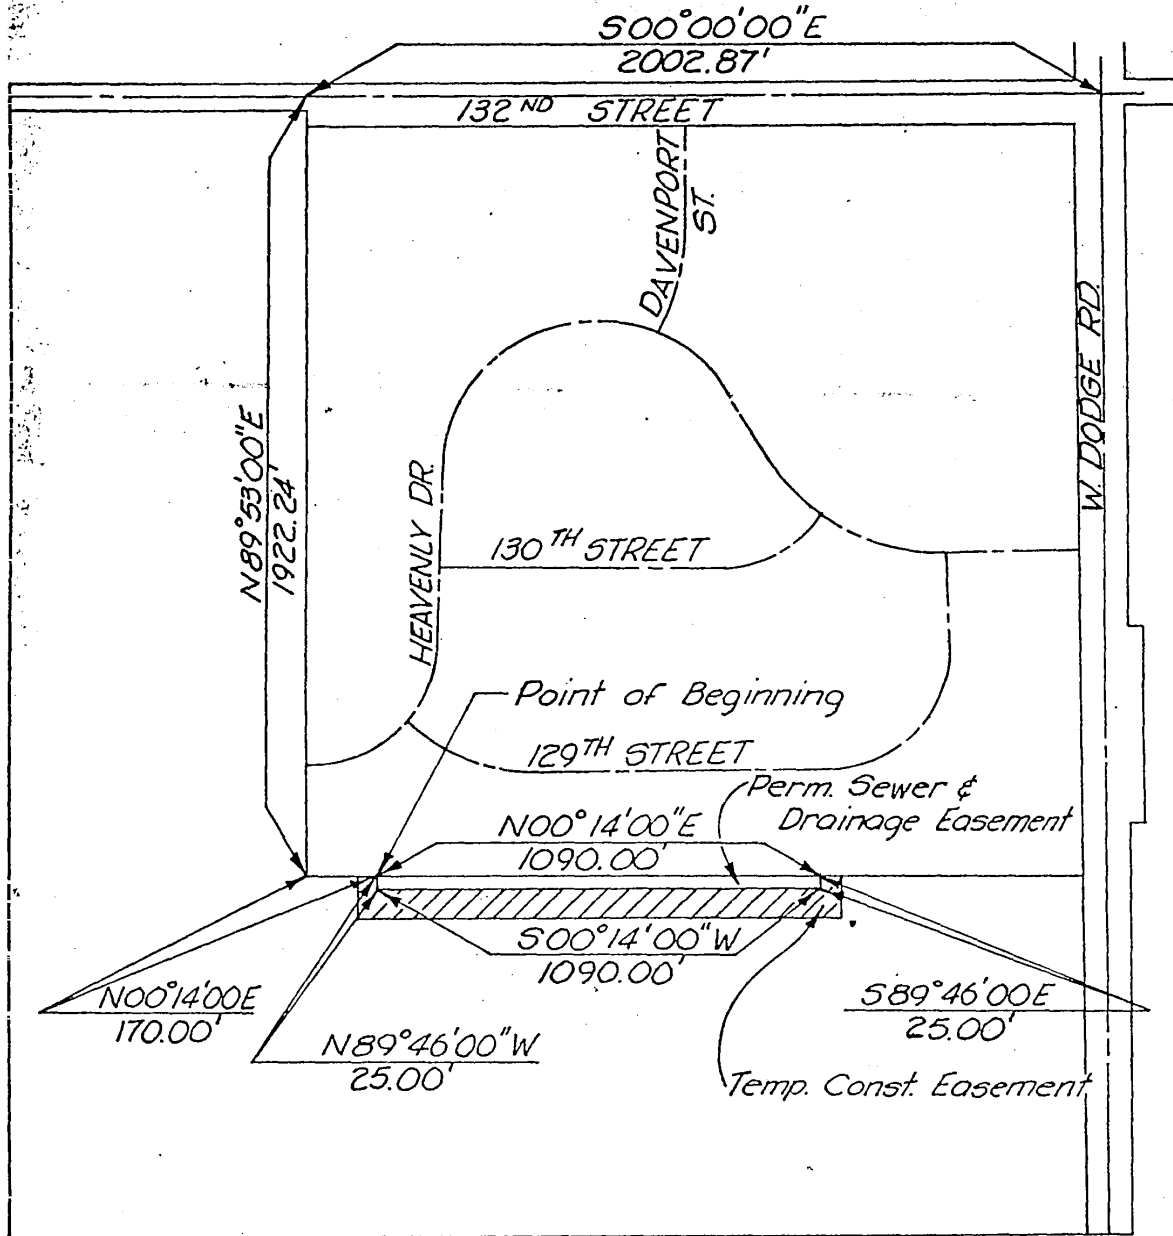 S00°00'00"E
2002.87'
132ND STREET
DAVENPORT
ST.
W. DODGE RD.
N89°53'00"E
1922.24'
HEAVENLY DR.
130TH STREET
Point of Beginning
129TH STREET
Perm. Sewer &
Drainage Easement
N00°14'00"E
1090.00'
S00°14'00"W
1090.00'
N00°14'00E
170.00'
S89°46'00E
25.00'
N89°46'00"W
25.00'
Temp. Const. Easement